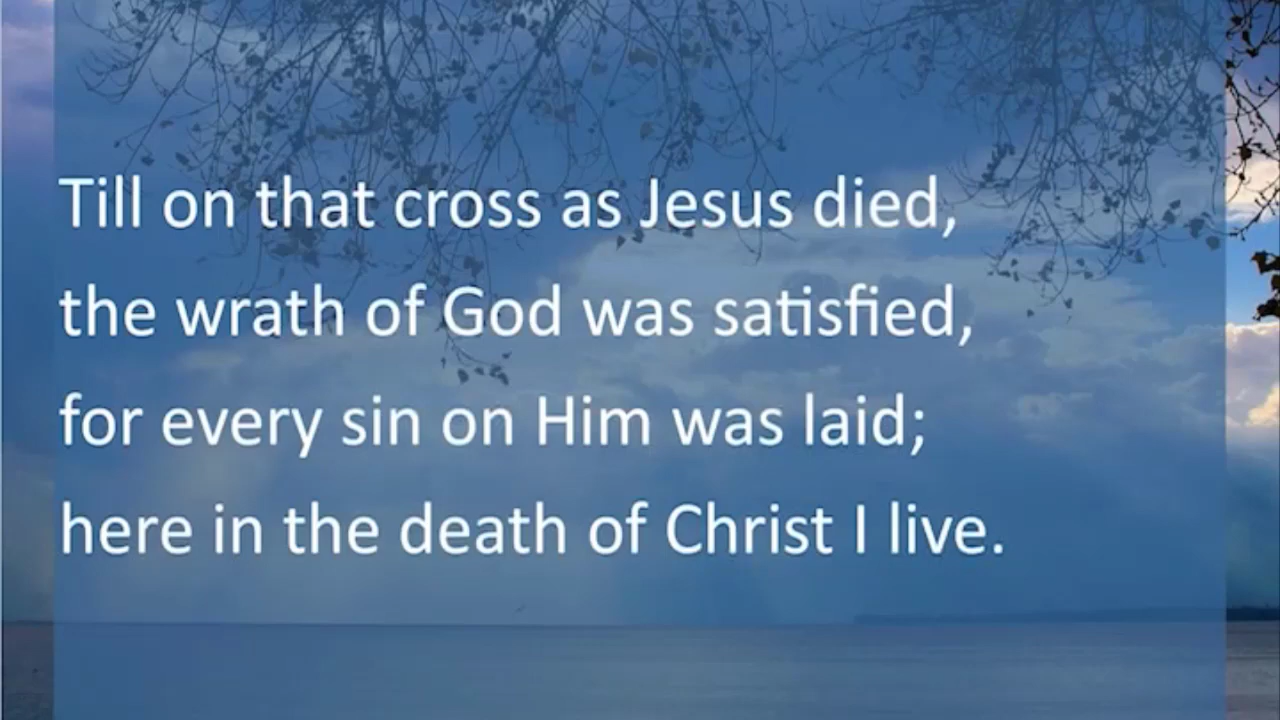 Till on that cross as Jesus died,
the wrath of God was satisfied,
for every sin on Him was laid;
here in the death of Christ I live.